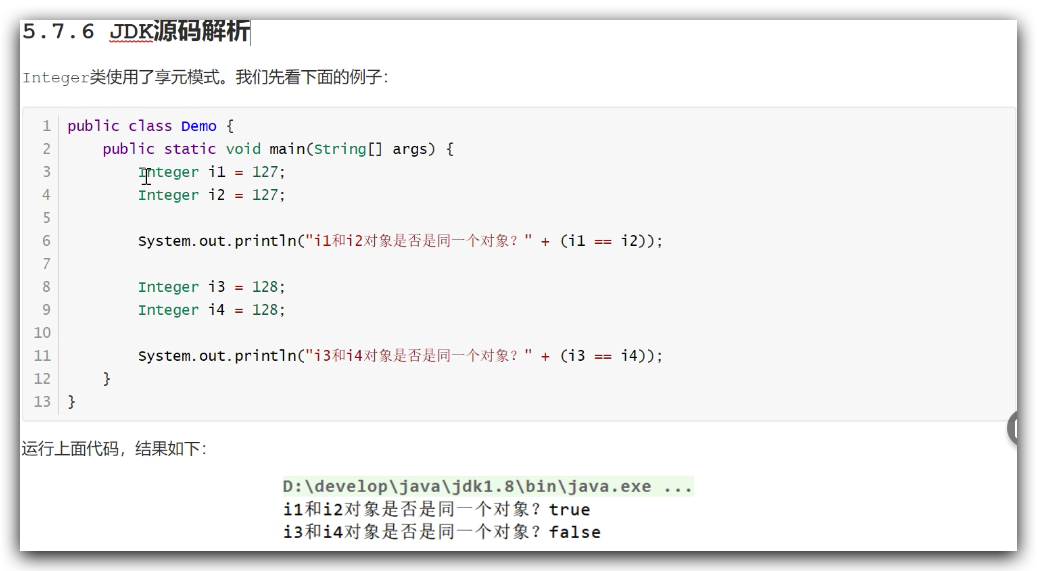 5.7.6 JDK源码解析
Integer类使用了享元模式。我们先看下面的例子：
1 public class Demo {
2 public static void main(String[] args) {
3 Integer i1 = 127;
4 Integer i2 = 127;
5
6 System.out.println("i1和i2对象是否是同一个对象？" + (i1 == i2));
7
8 Integer i3 = 128;
9 Integer i4 = 128;
10
11 System.out.println("i3和i4对象是否是同一个对象？" + (i3 == i4));
12 }
13 }
运行上面代码，结果如下：
D:\develop\java\jdk1.8\bin\java.exe ...
i1和i2对象是否是同一个对象？true
i3和i4对象是否是同一个对象？false